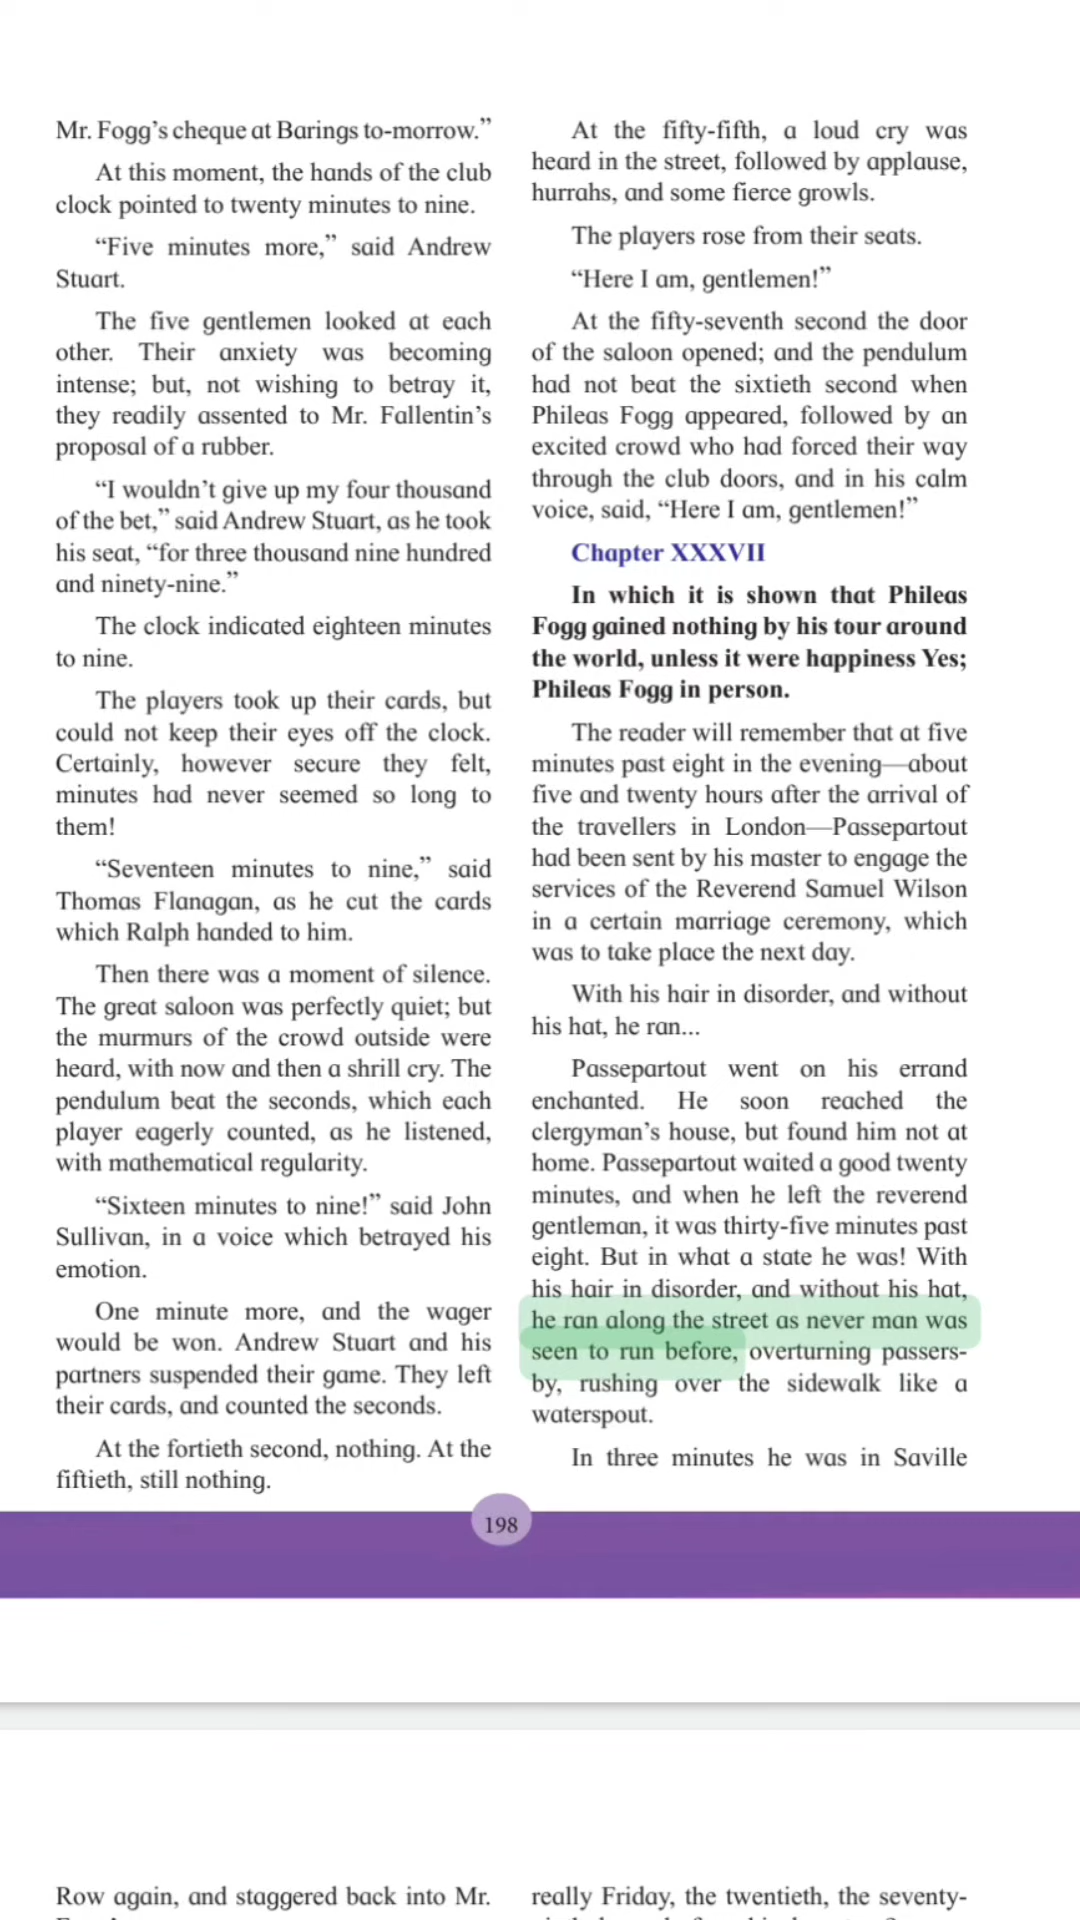 Mr. Fogg’s cheque at Barings to-morrow.”
At this moment, the hands of the club
clock pointed to twenty minutes to nine.
“Five minutes more,” said Andrew
Stuart.
The five gentlemen looked at each
other. Their anxiety was becoming
intense; but, not wishing to betray it,
they readily assented to Mr. Fallentin’s
proposal of a rubber.
“I wouldn’t give up my four thousand
of the bet,” said Andrew Stuart, as he took
his seat, “for three thousand nine hundred
and ninety-nine.”
The clock indicated eighteen minutes
to nine.
The players took up their cards, but
could not keep their eyes off the clock.
Certainly, however secure they felt,
minutes had never seemed so long to
them!
“Seventeen minutes to nine,” said
Thomas Flanagan, as he cut the cards
which Ralph handed to him.
Then there was a moment of silence.
The great saloon was perfectly quiet; but
the murmurs of the crowd outside were
heard, with now and then a shrill cry. The
pendulum beat the seconds, which each
player eagerly counted, as he listened,
with mathematical regularity.
“Sixteen minutes to nine!” said John
Sullivan, in a voice which betrayed his
emotion.
One minute more, and the wager
would be won. Andrew Stuart and his
partners suspended their game. They left
their cards, and counted the seconds.
At the fortieth second, nothing. At the
fiftieth, still nothing.
At the fifty-fifth, a loud cry was
heard in the street, followed by applause,
hurrahs, and some fierce growls.
The players rose from their seats.
“Here I am, gentlemen!”
At the fifty-seventh second the door
of the saloon opened; and the pendulum
had not beat the sixtieth second when
Phileas Fogg appeared, followed by an
excited crowd who had forced their way
through the club doors, and in his calm
voice, said, “Here I am, gentlemen!”
Chapter XXXVII
In which it is shown that Phileas
Fogg gained nothing by his tour around
the world, unless it were happiness Yes;
Phileas Fogg in person.
The reader will remember that at five
minutes past eight in the evening—about
five and twenty hours after the arrival of
the travellers in London—Passepartout
had been sent by his master to engage the
services of the Reverend Samuel Wilson
in a certain marriage ceremony, which
was to take place the next day.
With his hair in disorder, and without
his hat, he ran...
Passepartout went on his errand
enchanted. He soon reached the
clergyman’s house, but found him not at
home. Passepartout waited a good twenty
minutes, and when he left the reverend
gentleman, it was thirty-five minutes past
eight. But in what a state he was! With
his hair in disorder, and without his hat,
he ran along the street as never man was
seen to run before, overturning passers-
by, rushing over the sidewalk like a
waterspout.
In three minutes he was in Saville
198
Row again, and staggered back into Mr.
really Friday, the twentieth, the seventy-